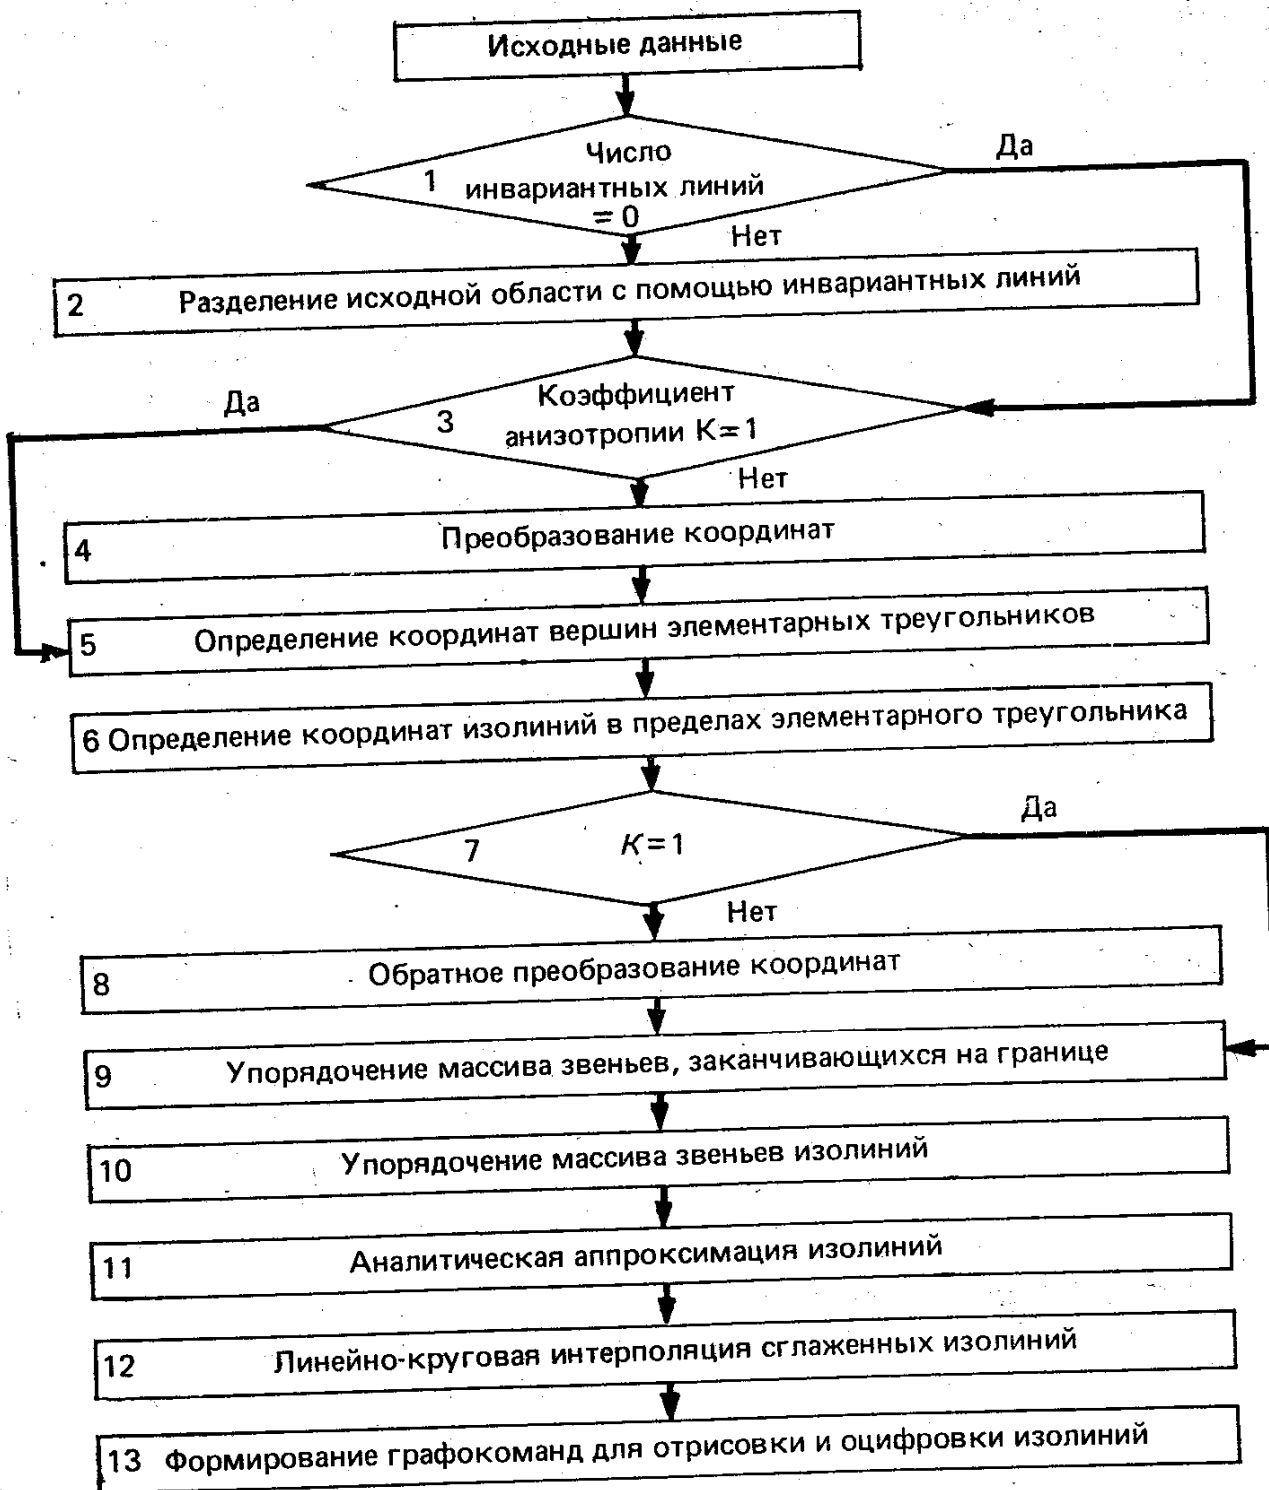 Исходные данные
Да
Число
1 инвариантных линий
= 0
Нет
2 Разделение исходной области с помощью инвариантных линий
Да
Коэффициент
3 анизотропии К=1
Нет
4 Преобразование координат
5 Определение координат вершин элементарных треугольников
6 Определение координат изолиний в пределах элементарного треугольника
Да
7 К=1
Нет
8 Обратное преобразование координат
9 Упорядочение массива звеньев, заканчивающихся на границе
10 Упорядочение массива звеньев изолиний
11 Аналитическая аппроксимация изолиний
12 Линейно-круговая интерполяция сглаженных изолиний
13 Формирование графокоманд для отрисовки и оцифровки изолиний